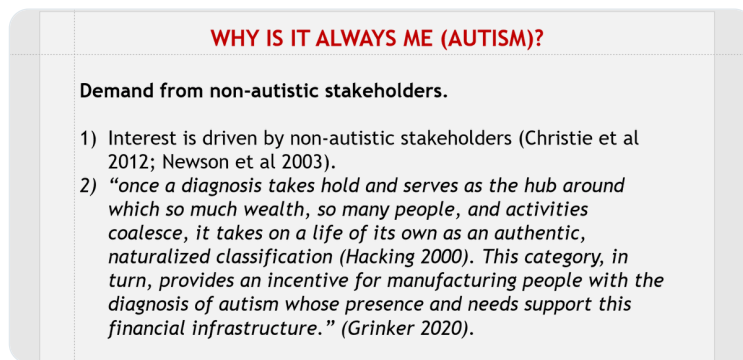 WHY IS IT ALWAYS ME (AUTISM)?
Demand from non-autistic stakeholders.
1) Interest is driven by non-autistic stakeholders (Christie et al
2012; Newson et al 2003).
2) “once a diagnosis takes hold and serves as the hub around
which so much wealth, so many people, and activities
coalesce, it takes on a life of its own as an authentic,
naturalized classification (Hacking 2000). This category, in
turn, provides an incentive for manufacturing people with the
diagnosis of autism whose presence and needs support this
financial infrastructure.” (Grinker 2020).